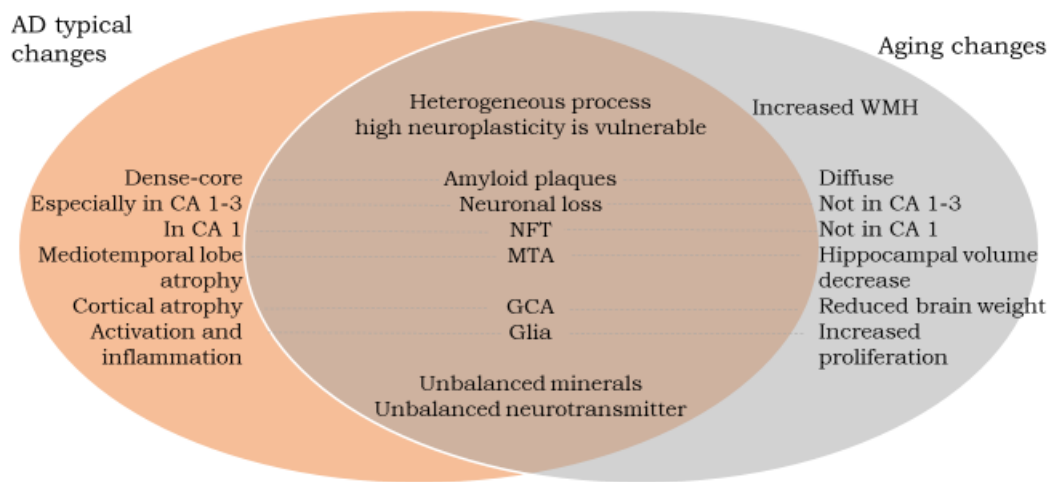 AD typical
changes
Aging changes
Heterogeneous process
high neuroplasticity is vulnerable
Increased WMH
Dense-core
Amyloid plaques
Diffuse
Especially in CA 1-3
Neuronal loss
Not in CA 1-3
In CA 1
NFT
Not in CA 1
Mediotemporal lobe
atrophy
MTA
Hippocampal volume
decrease
Cortical atrophy
GCA
Reduced brain weight
Activation and
inflammation
Glia
Increased
proliferation
Unbalanced minerals
Unbalanced neurotransmitter